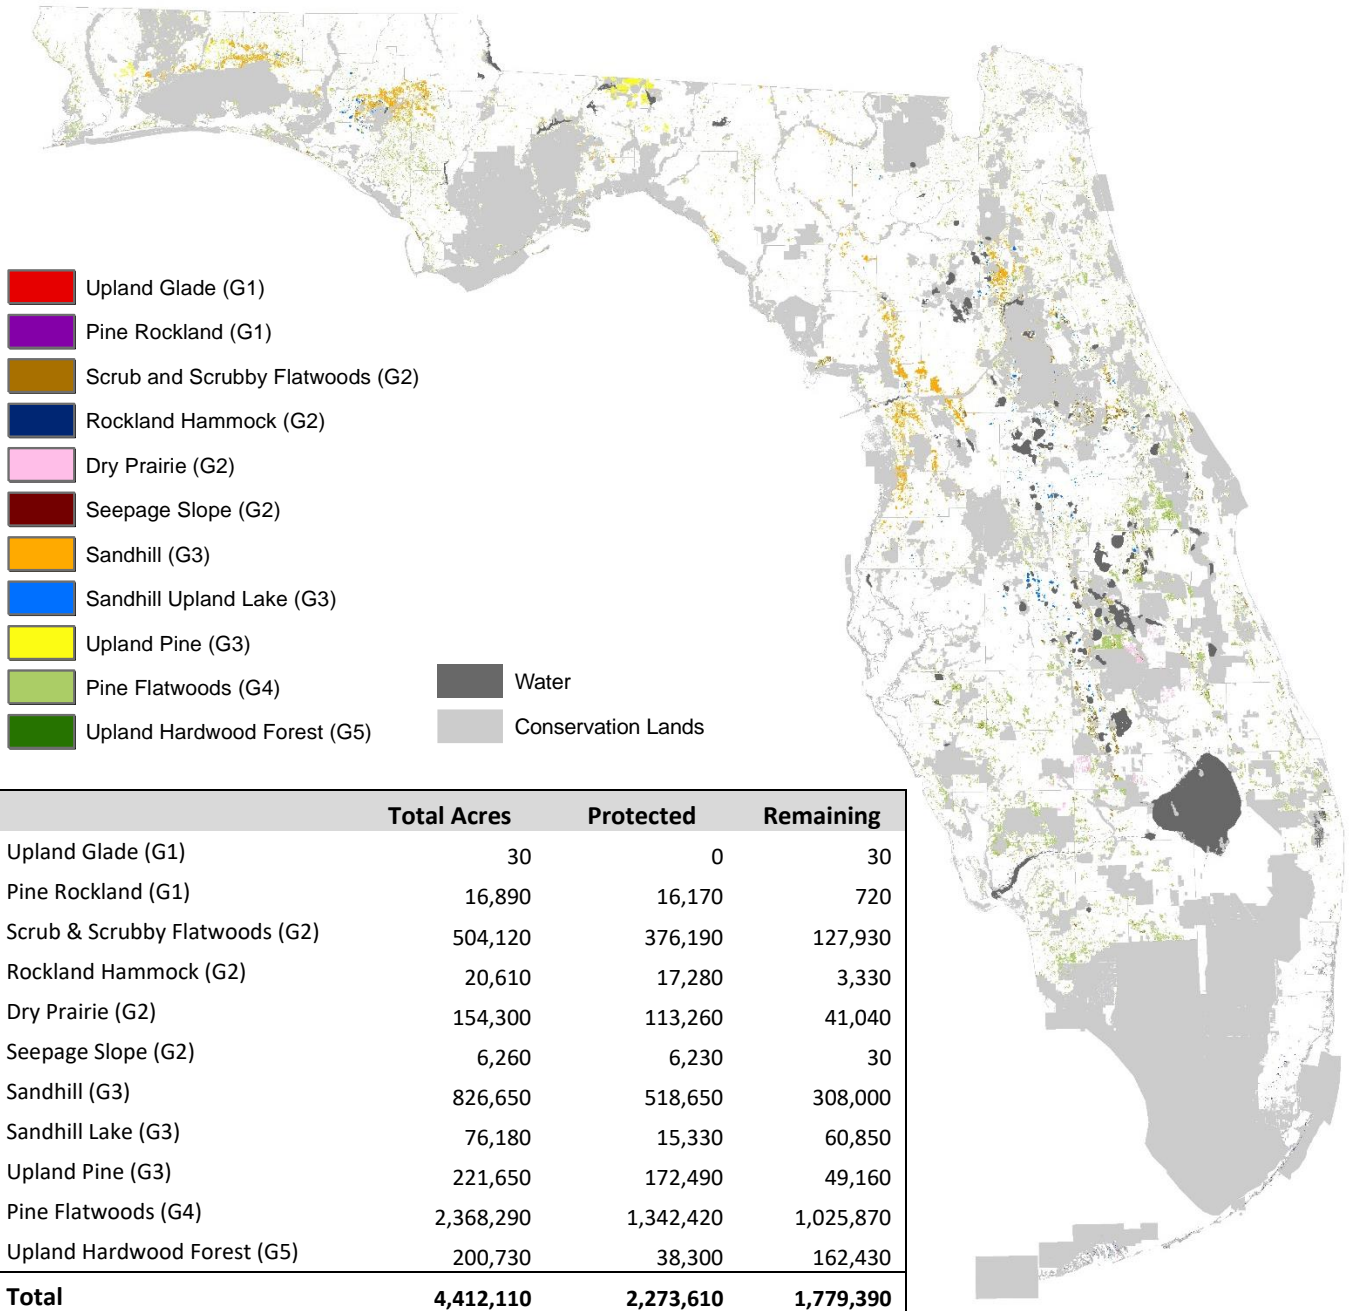 Upland Glade (G1)
Pine Rockland (G1)
Scrub and Scrubby Flatwoods (G2)
Rockland Hammock (G2)
Dry Prairie (G2)
Seepage Slope (G2)
Sandhill (G3)
Sandhill Upland Lake (G3)
Upland Pine (G3)
Pine Flatwoods (G4)
Upland Hardwood Forest (G5)
Water
Conservation Lands
Total Acres Protected Remaining
Upland Glade (G1) 30 0 30
Pine Rockland (G1) 16,890 16,170 720
Scrub & Scrubby Flatwoods (G2) 504,120 376,190 127,930
Rockland Hammock (G2) 20,610 17,280 3,330
Dry Prairie (G2) 154,300 113,260 41,040
Seepage Slope (G2) 6,260 6,230 30
Sandhill (G3) 826,650 518,650 308,000
Sandhill Lake (G3) 76,180 15,330 60,850
Upland Pine (G3) 221,650 172,490 49,160
Pine Flatwoods (G4) 2,368,290 1,342,420 1,025,870
Upland Hardwood Forest (G5) 200,730 38,300 162,430
Total 4,412,110 2,273,610 1,779,390